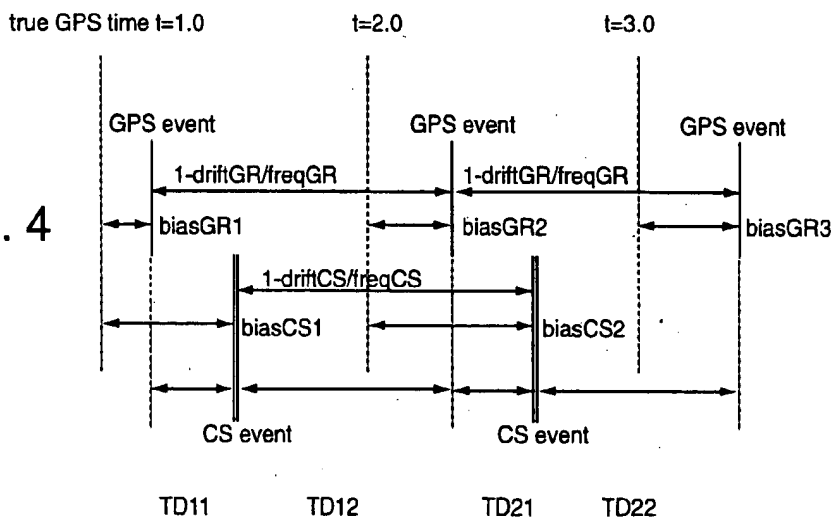 true GPS time t=1.0 t=2.0 t=3.0
GPS event GPS event GPS event
1-driftGR/freqGR 1-driftGR/freqGR
. 4
biasGR1 biasGR2 biasGR3
1-driftCS/freqCS
biasCS1 biasCS2
CS event CS event
TD11 TD12 TD21 TD22